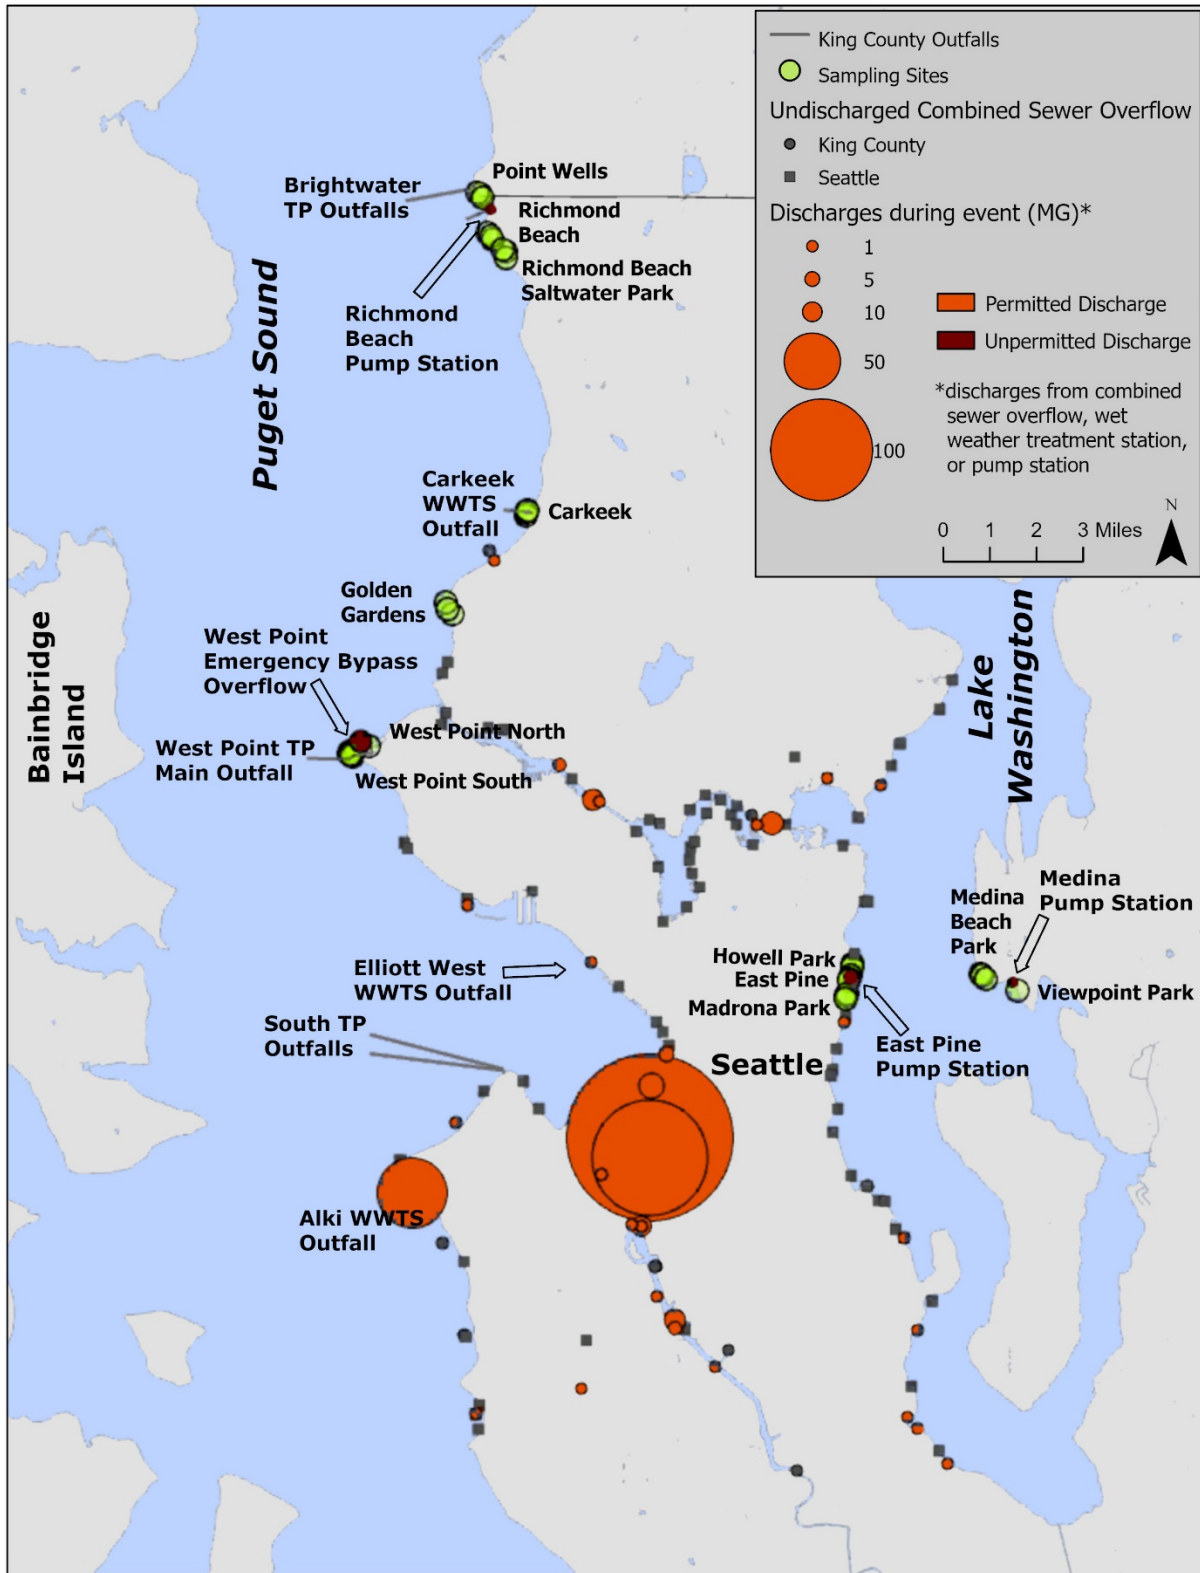 King County Outfalls
Sampling Sites
Undischarged Combined Sewer Overflow
King County
Seattle
Discharges during event (MG)*
1
5
10
50
100
Permitted Discharge
Unpermitted Discharge
*discharges from combined
sewer overflow, wet
weather treatment station,
or pump station
N
0 1 2 3 Miles
Point Wells
Brightwater
TP Outfalls
Richmond
Beach
Richmond Beach
Saltwater Park
Richmond
Beach
Pump Station
Puget Sound
Carkeek
WWTS
Outfall
Carkeek
Golden
Gardens
West Point
Emergency Bypass
Overflow
West Point North
West Point TP
Main Outfall
West Point South
Bainbridge
Island
Lake
Washington
Medina
Pump Station
Medina
Beach
Park
Viewpoint Park
Howell Park
East Pine
Madrona Park
Elliott West
WWTS Outfall
South TP
Outfalls
Seattle
East Pine
Pump Station
Alki WWTS
Outfall